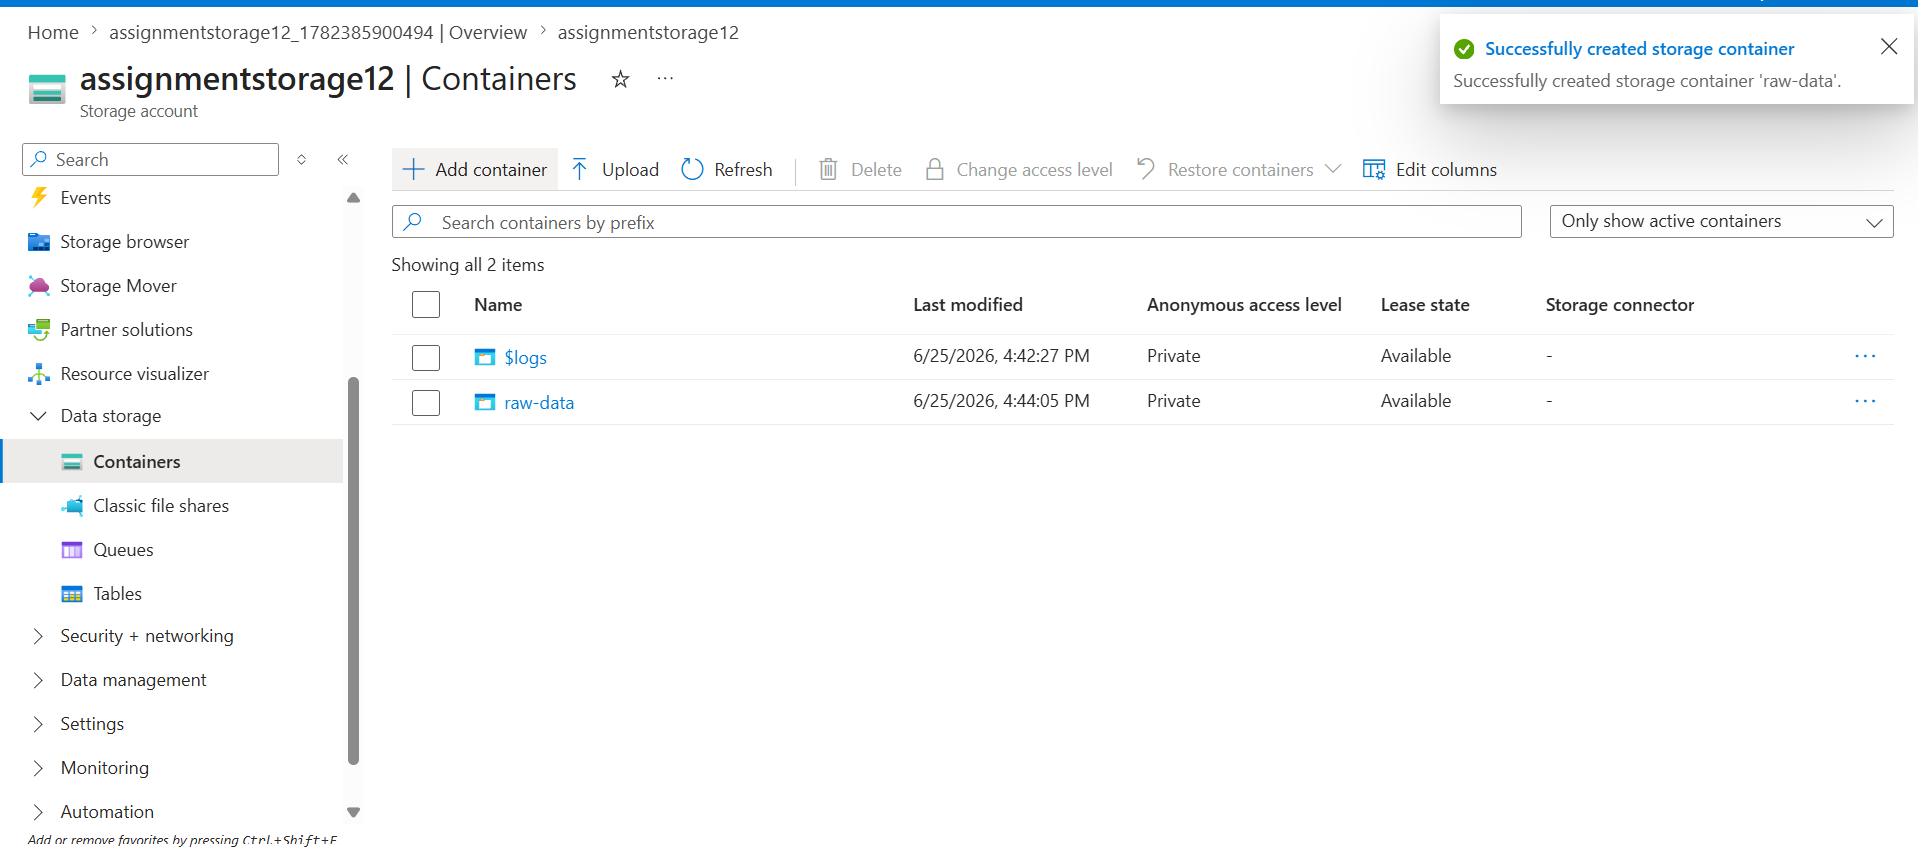 Home > assignmentstorage12_1782385900494 | Overview > assignmentstorage12
Successfully created storage container
Successfully created storage container 'raw-data'.
assignmentstorage12 | Containers
Storage account
Search
Add container Upload Refresh Delete Change access level Restore containers Edit columns
Search containers by prefix
Only show active containers
Showing all 2 items
Name Last modified Anonymous access level Lease state Storage connector
$logs 6/25/2026, 4:42:27 PM Private Available -
raw-data 6/25/2026, 4:44:05 PM Private Available -
Events
Storage browser
Storage Mover
Partner solutions
Resource visualizer
Data storage
Containers
Classic file shares
Queues
Tables
Security + networking
Data management
Settings
Monitoring
Automation
Add or remove favorites by pressing Ctrl+Shift+F